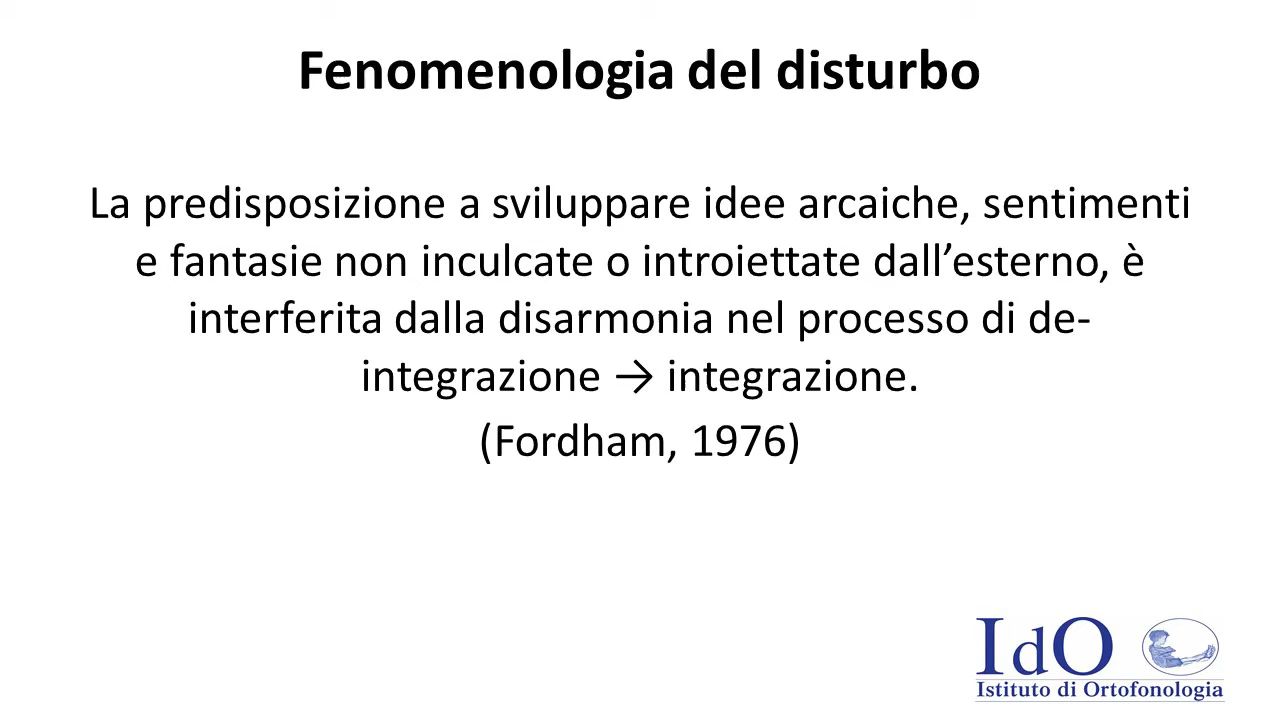 Fenomenologia del disturbo
La predisposizione a sviluppare idee arcaiche, sentimenti
e fantasie non inculcate o introiettate dall’esterno, è
interferita dalla disarmonia nel processo di de-
integrazione → integrazione.
(Fordham, 1976)
IdO
Istituto di Ortofonologia